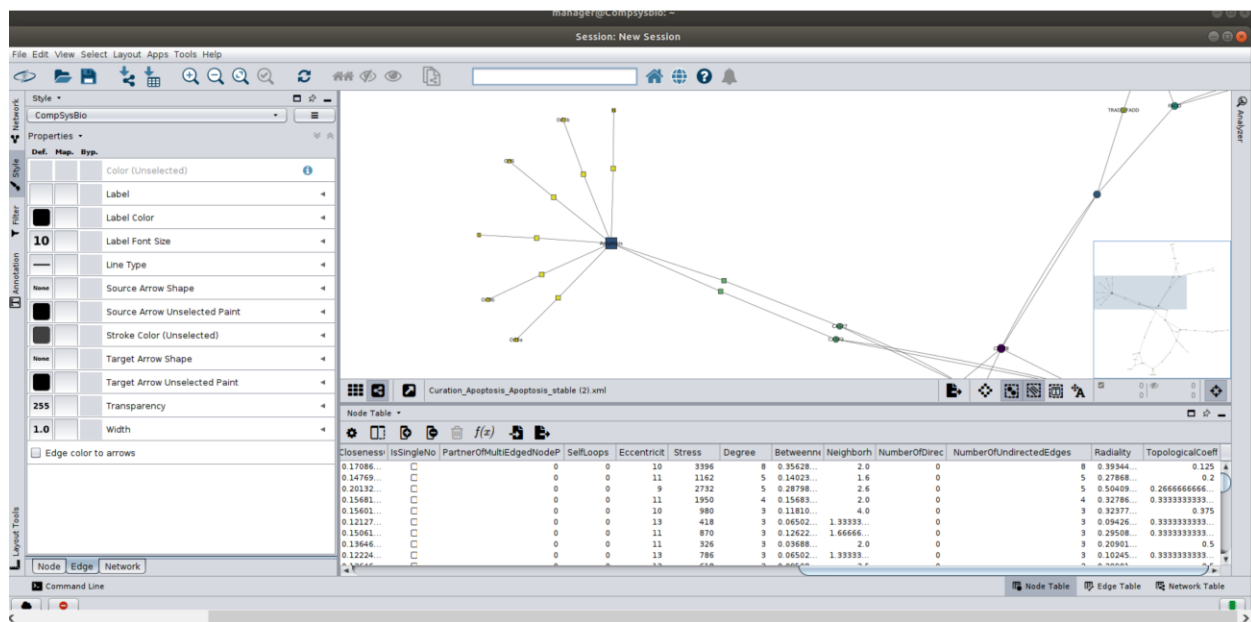 manager@Compsysbio: ~
Session: New Session
File Edit View Select Layout Apps Tools Help
Network
Style
Filter
Annotation
Layout Tools
Style
CompSysBio
Properties
Def. Map. Byp.
Color (Unselected)
Label
Label Color
10 Label Font Size
Line Type
None Source Arrow Shape
Source Arrow Unselected Paint
Stroke Color (Unselected)
None Target Arrow Shape
Target Arrow Unselected Paint
255 Transparency
1.0 Width
Edge color to arrows
Node Edge Network
Analyzer
Curation_Apoptosis_Apoptosis_stable (2).xml
0 0
0 0
Node Table
f(x)
IsSingleNo PartnerOfMultiEdgedNodeP SelfLoops Eccentricit Stress Degree Betweenne Neighborh NumberOfDirec NumberOfUndirectedEdges Radiality TopologicalCoeff
0.17086... 0 0 10 3396 8 0.35628... 2.0 0 8 0.39344... 0.125
0.14769... 0 0 11 1162 5 0.14023... 1.6 0 5 0.27868... 0.2
0.20132... 0 0 9 2732 5 0.28798... 2.6 0 5 0.50409... 0.2666666666...
0.15681... 0 0 11 1950 4 0.15683... 2.0 0 4 0.32786... 0.3333333333...
0.15601... 0 0 10 980 3 0.11810... 4.0 0 3 0.32377... 0.375
0.12127... 0 0 13 418 3 0.06502... 1.33333... 0 3 0.09426... 0.3333333333...
0.15061... 0 0 11 870 3 0.12622... 1.66666... 0 3 0.29508... 0.3333333333...
0.13646... 0 0 11 326 3 0.03688... 2.0 0 3 0.20901... 0.5
0.12224... 0 0 13 786 3 0.06502... 1.33333... 0 3 0.10245... 0.3333333333...
Command Line
Node Table Edge Table Network Table